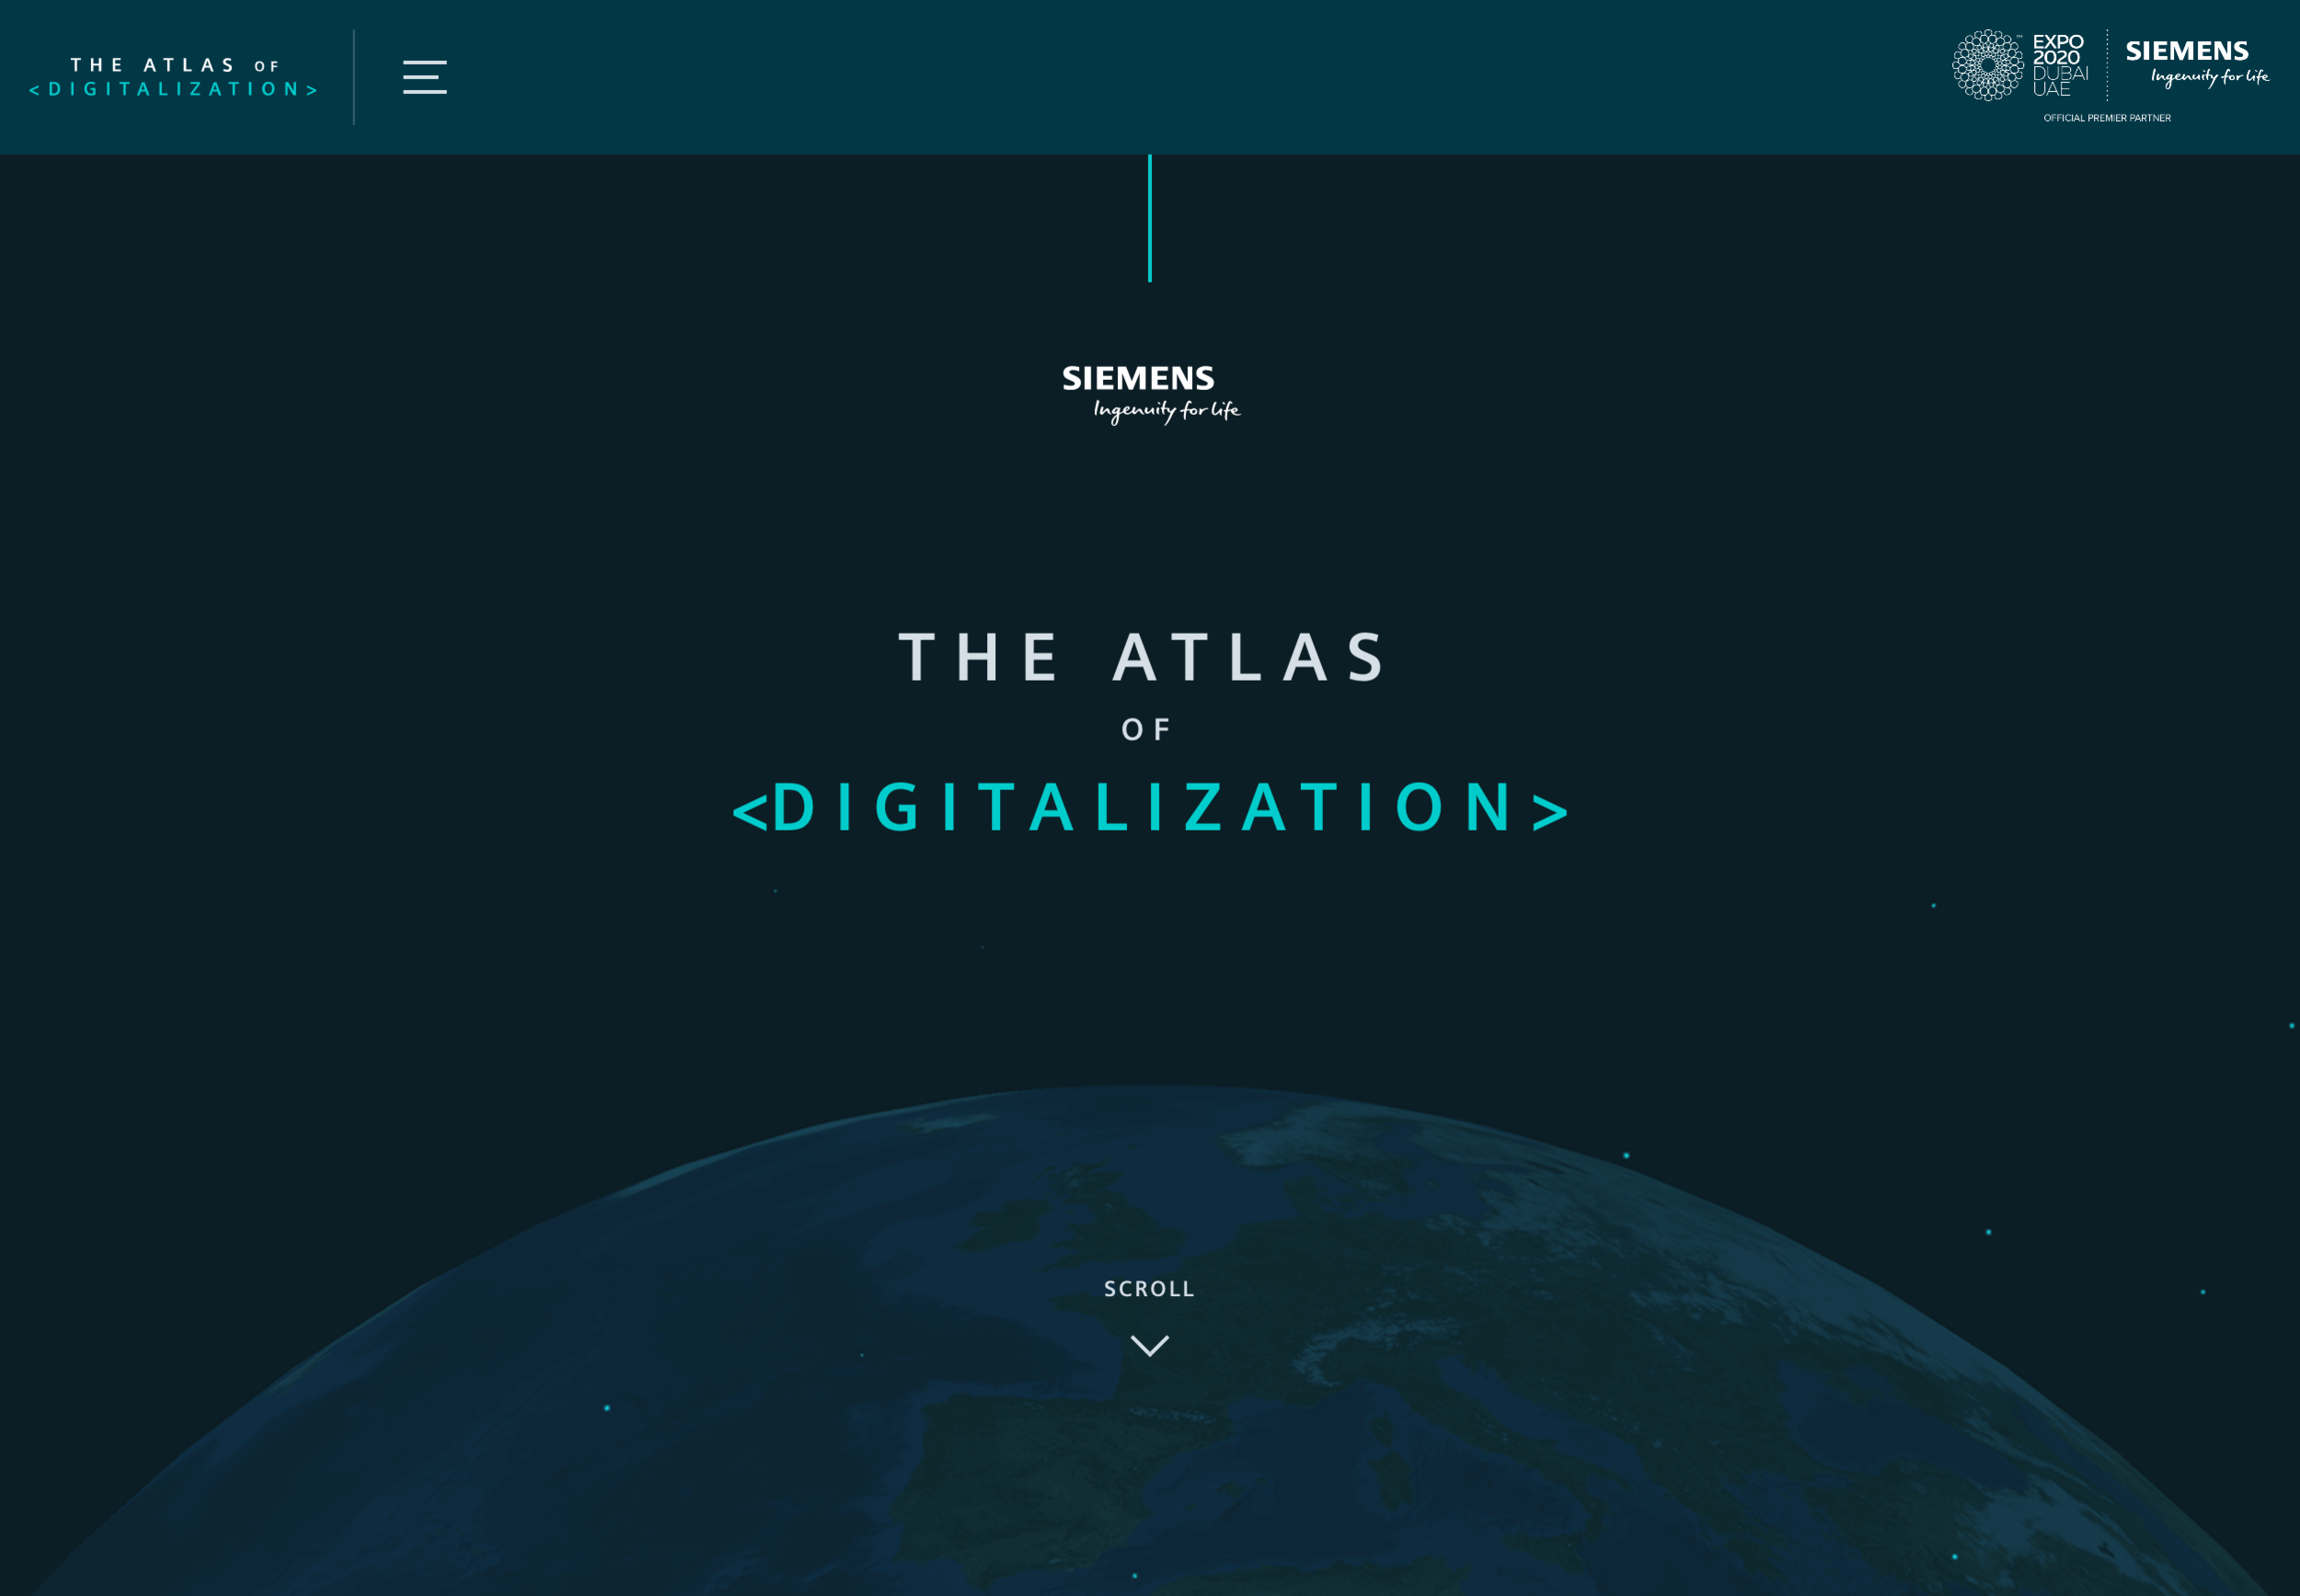 THE ATLAS OF
<DIGITALIZATION>
EXPO
2020
DUBAI
UAE
SIEMENS
Ingenuity for life
OFFICIAL PREMIER PARTNER
SIEMENS
Ingenuity for life
THE ATLAS
OF
<DIGITALIZATION>
SCROLL